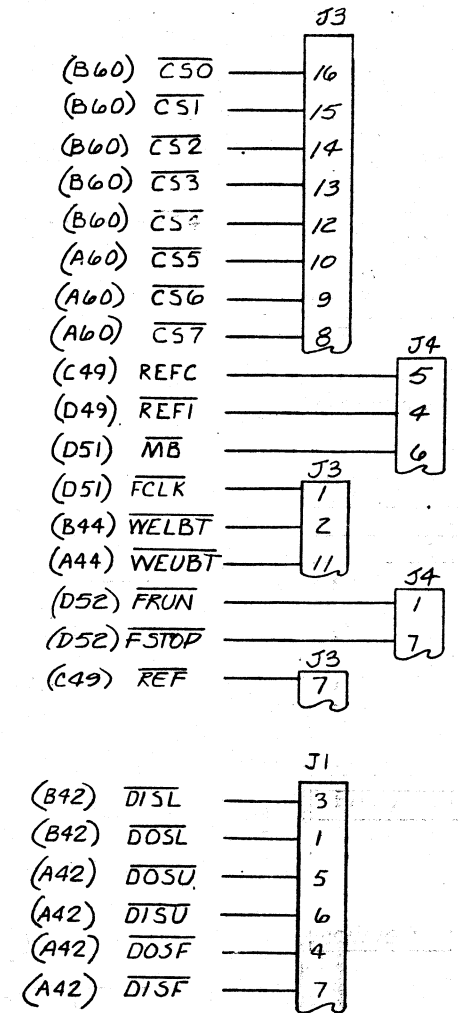 J3
(B60) CS0 16
(B60) CS1 15
(B60) CS2 14
(B60) CS3 13
(B60) 12
(A60) CS5 10
(A60) CS6 9
(A60) CS7 8
J4
(C49) REFC 5
(D49) REF1 4
(D51) MB 6
J3
(D51) FCLK 1
(B44) WELBT 2
(A44) WEUBT 11
J4
(D52) FRUN 1
(D52) FSTOP 7
J3
(C49) REF 7
J1
(B42) DISL 3
(B42) DOSL 1
(A42) DOSU 5
(A42) DISU 6
(A42) DOSF 4
(A42) DISF 7